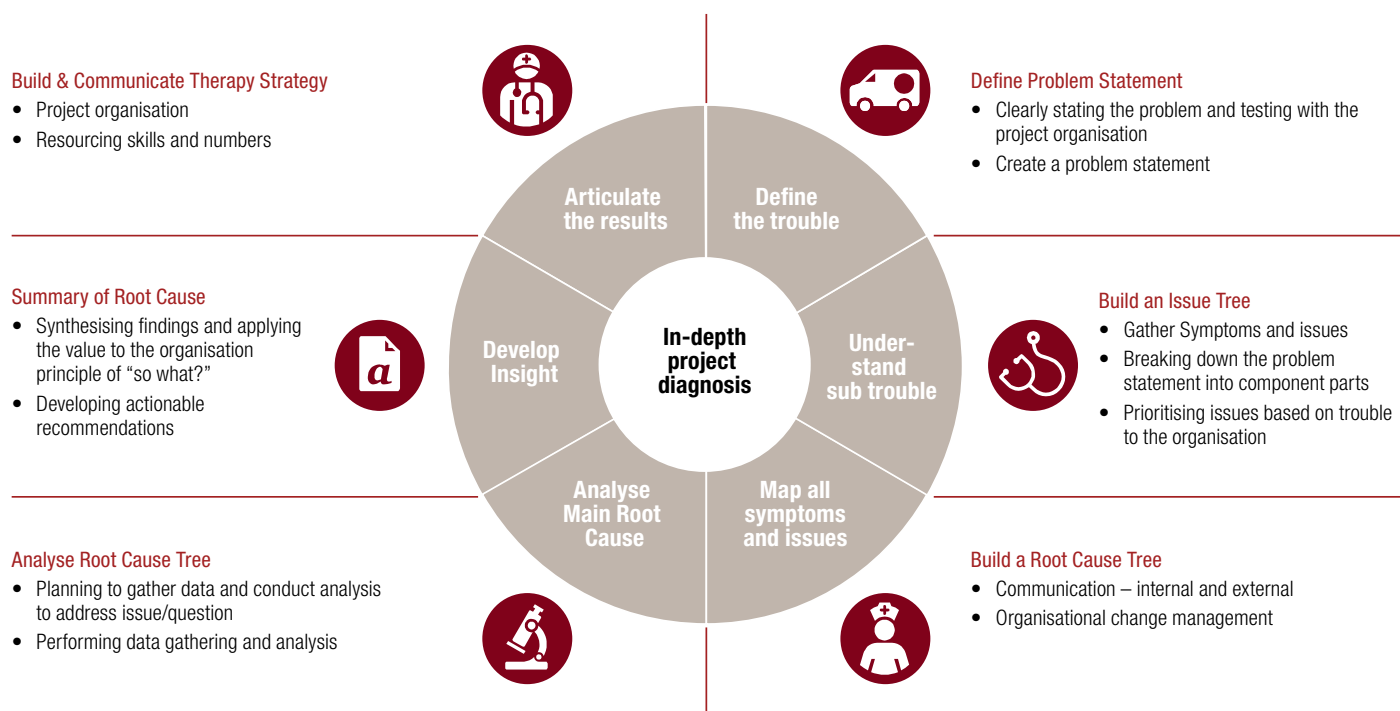 Build & Communicate Therapy Strategy
• Project organisation
• Resourcing skills and numbers
Define Problem Statement
• Clearly stating the problem and testing with the
project organisation
• Create a problem statement
Articulate
the results
Define
the trouble
Summary of Root Cause
• Synthesising findings and applying
the value to the organisation
principle of “so what?”
• Developing actionable
recommendations
a
Develop
Insight
In-depth
project
diagnosis
Under-
stand
sub trouble
Build an Issue Tree
• Gather Symptoms and issues
• Breaking down the problem
statement into component parts
• Prioritising issues based on trouble
to the organisation
Analyse
Main Root
Cause
Map all
symptoms
and issues
Analyse Root Cause Tree
• Planning to gather data and conduct analysis
to address issue/question
• Performing data gathering and analysis
Build a Root Cause Tree
• Communication – internal and external
• Organisational change management